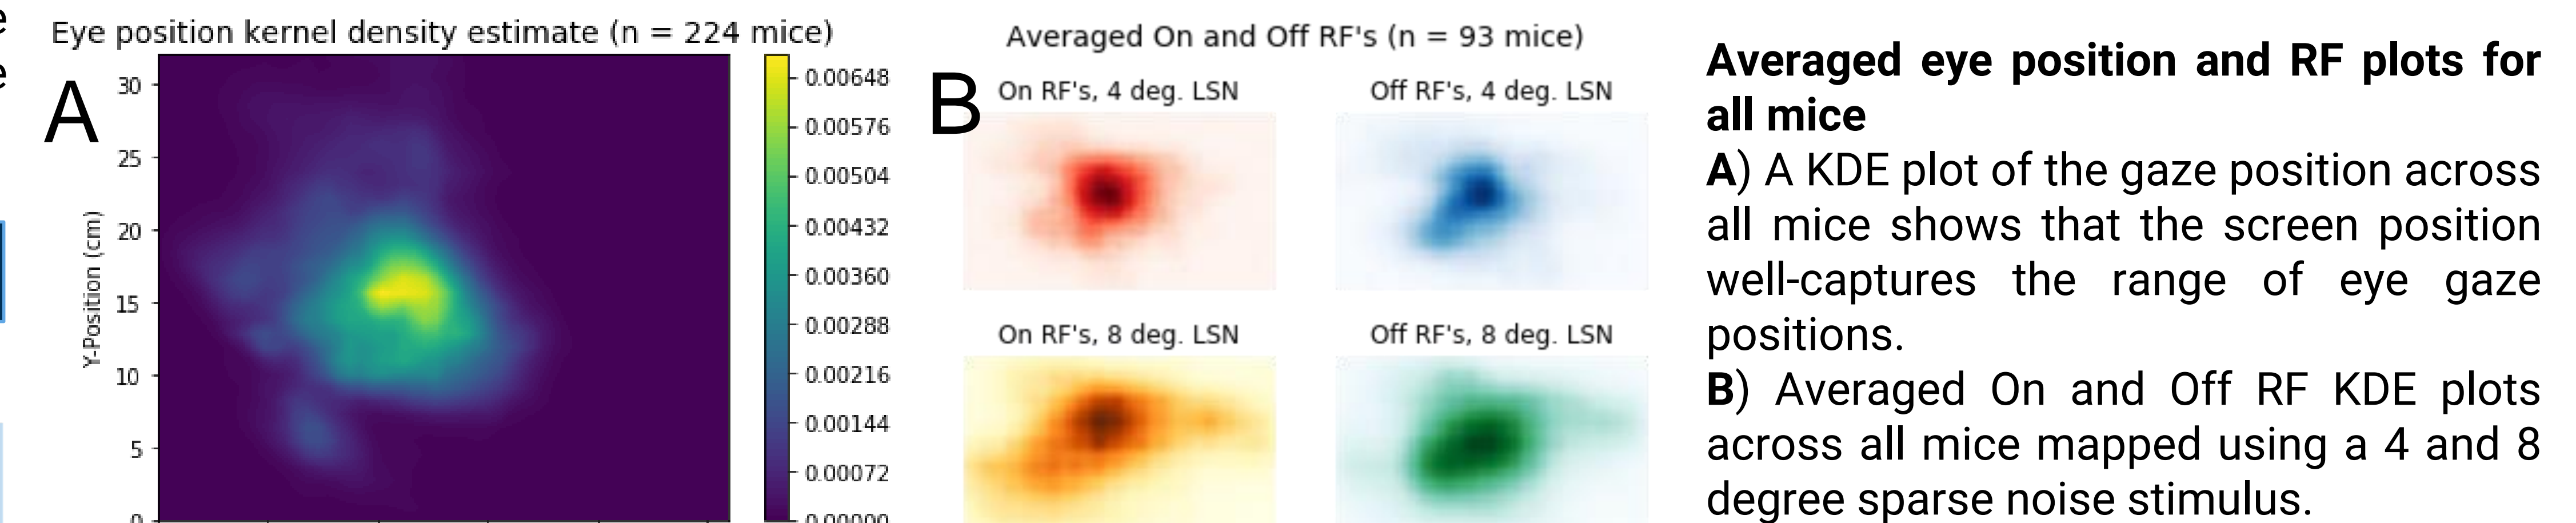 e
e
Eye position kernel density estimate (n = 224 mice)
A
30
25
20
15
10
5
0
Y-Position (cm)
0.00648
0.00576
0.00504
0.00432
0.00360
0.00288
0.00216
0.00144
0.00072
0.00000
Averaged On and Off RF's (n = 93 mice)
B
On RF's, 4 deg. LSN
Off RF's, 4 deg. LSN
On RF's, 8 deg. LSN
Off RF's, 8 deg. LSN
Averaged eye position and RF plots for
all mice
A) A KDE plot of the gaze position across
all mice shows that the screen position
well-captures the range of eye gaze
positions.
B) Averaged On and Off RF KDE plots
across all mice mapped using a 4 and 8
degree sparse noise stimulus.